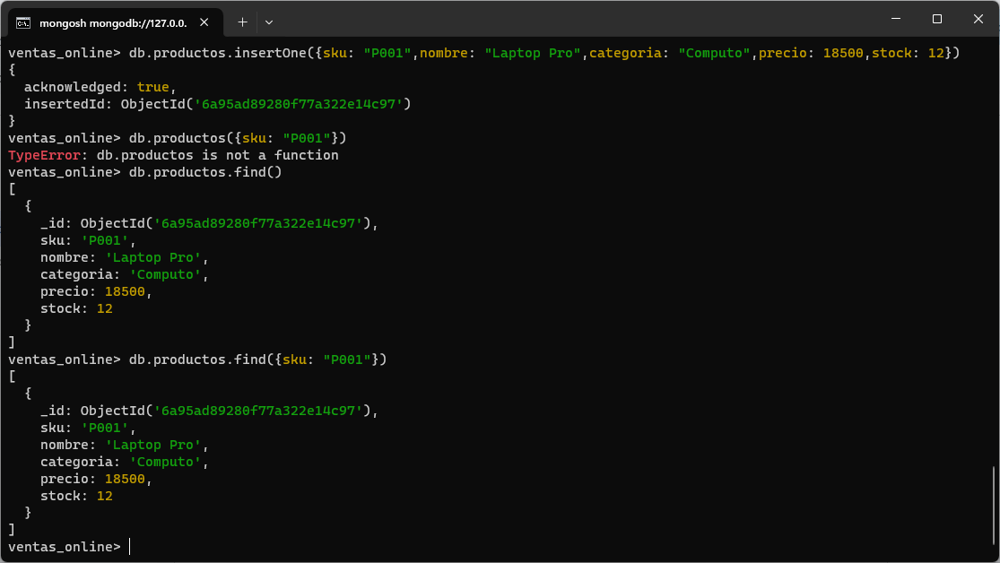 mongosh mongodb://127.0.0.
ventas_online> db.productos.insertOne({sku: "P001",nombre: "Laptop Pro",categoria: "Computo",precio: 18500,stock: 12})
{
  acknowledged: true,
  insertedId: ObjectId('6a95ad89280f77a322e14c97')
}
ventas_online> db.productos({sku: "P001"})
TypeError: db.productos is not a function
ventas_online> db.productos.find()
[
  {
    _id: ObjectId('6a95ad89280f77a322e14c97'),
    sku: 'P001',
    nombre: 'Laptop Pro',
    categoria: 'Computo',
    precio: 18500,
    stock: 12
  }
]
ventas_online> db.productos.find({sku: "P001"})
[
  {
    _id: ObjectId('6a95ad89280f77a322e14c97'),
    sku: 'P001',
    nombre: 'Laptop Pro',
    categoria: 'Computo',
    precio: 18500,
    stock: 12
  }
]
ventas_online>